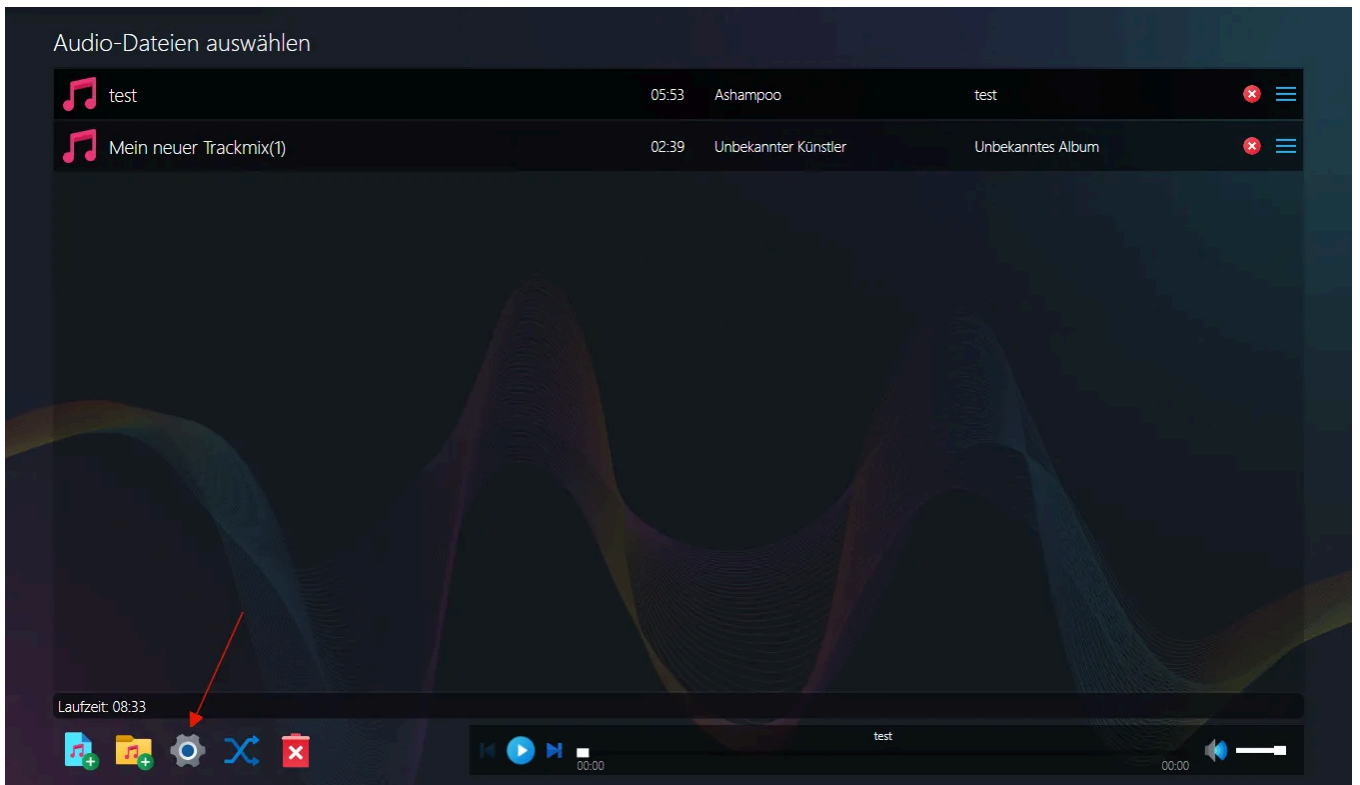 Audio-Dateien auswählen
test 05:53 Ashampoo test
Mein neuer Trackmix(1) 02:39 Unbekannter Künstler Unbekanntes Album
Laufzeit: 08:33
test
00:00 00:00